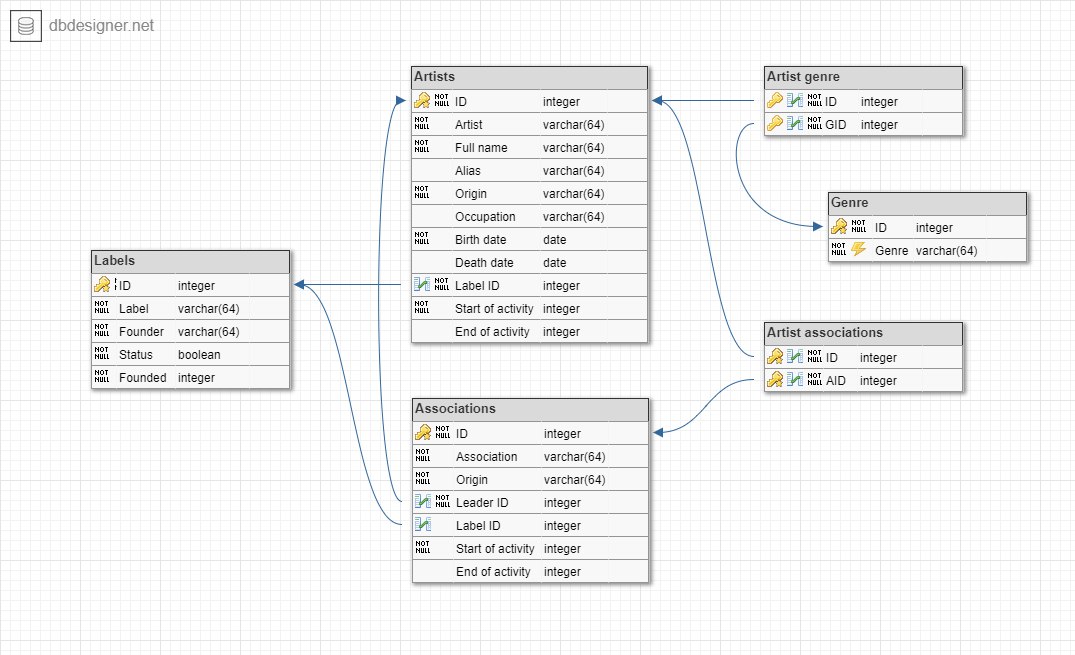 dbdesigner.net
Artists
NOT NULL ID integer
NOT NULL Artist varchar(64)
NOT NULL Full name varchar(64)
Alias varchar(64)
NOT NULL Origin varchar(64)
Occupation varchar(64)
NOT NULL Birth date date
Death date date
NOT NULL Label ID integer
NOT NULL Start of activity integer
End of activity integer
Artist genre
NOT NULL ID integer
NOT NULL GID integer
Genre
NOT NULL ID integer
NOT NULL Genre varchar(64)
Labels
ID integer
NOT NULL Label varchar(64)
NOT NULL Founder varchar(64)
NOT NULL Status boolean
NOT NULL Founded integer
Artist associations
NOT NULL ID integer
NOT NULL AID integer
Associations
NOT NULL ID integer
NOT NULL Association varchar(64)
NOT NULL Origin varchar(64)
NOT NULL Leader ID integer
Label ID integer
NOT NULL Start of activity integer
End of activity integer